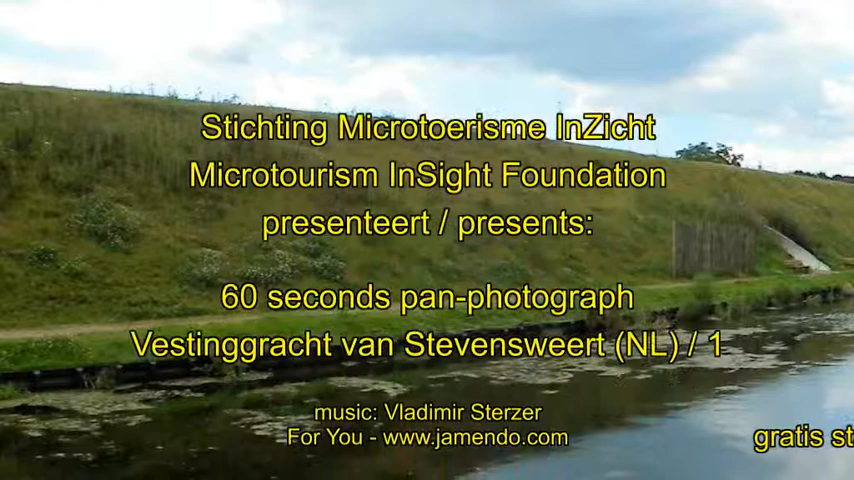 Stichting Microtoerisme InZicht
Microtourism InSight Foundation
presenteert / presents:
60 seconds pan-photograph
Vestinggracht van Stevensweert (NL) / 1
music: Vladimir Sterzer
For You - www.jamendo.com
gratis